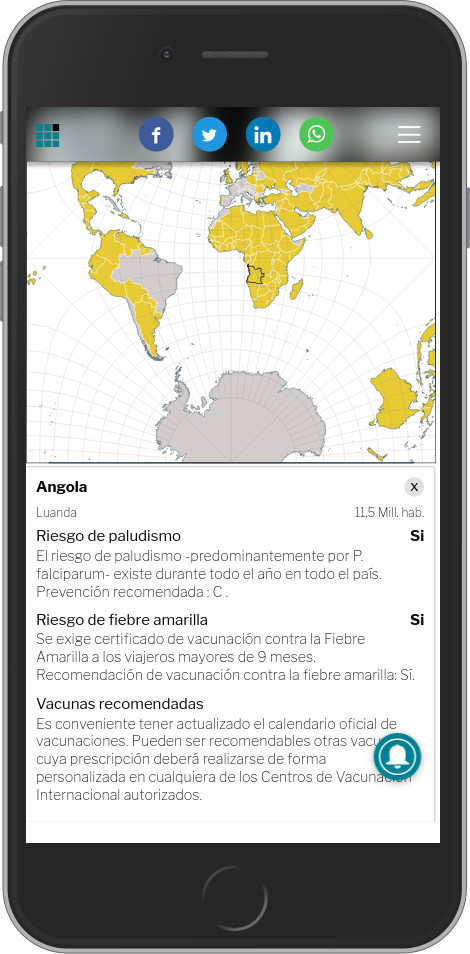 Angola
X
Luanda
11,5 Mill. hab.
Riesgo de paludismo
Si
El riesgo de paludismo -predominantemente por P.
falciparum- existe durante todo el año en todo el país.
Prevención recomendada : C .
Riesgo de fiebre amarilla
Si
Se exige certificado de vacunación contra la Fiebre
Amarilla a los viajeros mayores de 9 meses.
Recomendación de vacunación contra la fiebre amarilla: Sí.
Vacunas recomendadas
Es conveniente tener actualizado el calendario oficial de
vacunaciones. Pueden ser recomendables otras
cuya prescripción deberá realizarse de forma
personalizada en cualquiera de los Centros de Vacunación
Internacional autorizados.